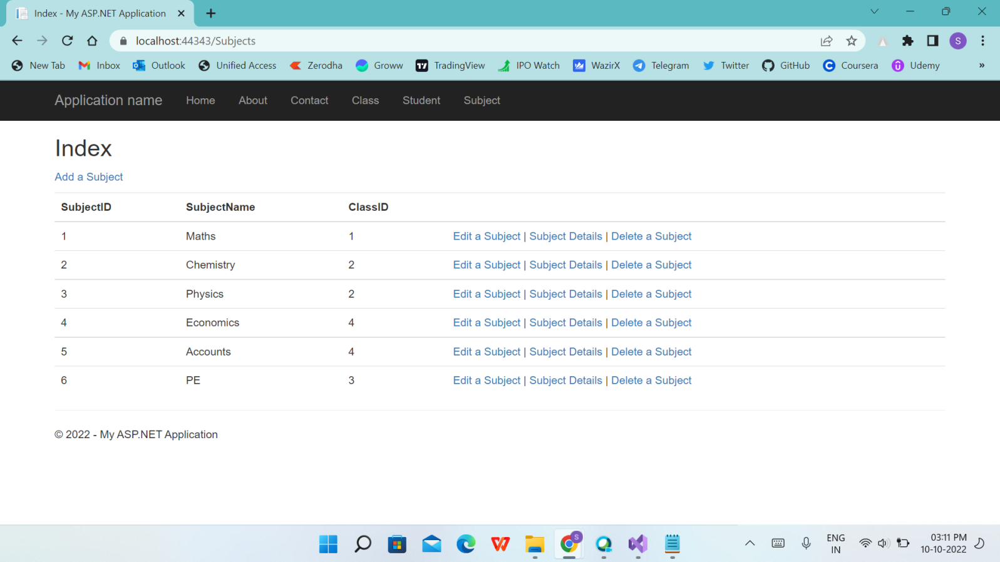 Index - My ASP.NET Application
localhost:44343/Subjects
S
New Tab Inbox Outlook Unified Access Zerodha Groww TradingView IPO Watch WazirX Telegram Twitter GitHub Coursera Udemy »
Application name Home About Contact Class Student Subject
Index
Add a Subject
SubjectID SubjectName ClassID
1 Maths 1 Edit a Subject | Subject Details | Delete a Subject
2 Chemistry 2 Edit a Subject | Subject Details | Delete a Subject
3 Physics 2 Edit a Subject | Subject Details | Delete a Subject
4 Economics 4 Edit a Subject | Subject Details | Delete a Subject
5 Accounts 4 Edit a Subject | Subject Details | Delete a Subject
6 PE 3 Edit a Subject | Subject Details | Delete a Subject
© 2022 - My ASP.NET Application
S
ENG 03:11 PM
IN 10-10-2022